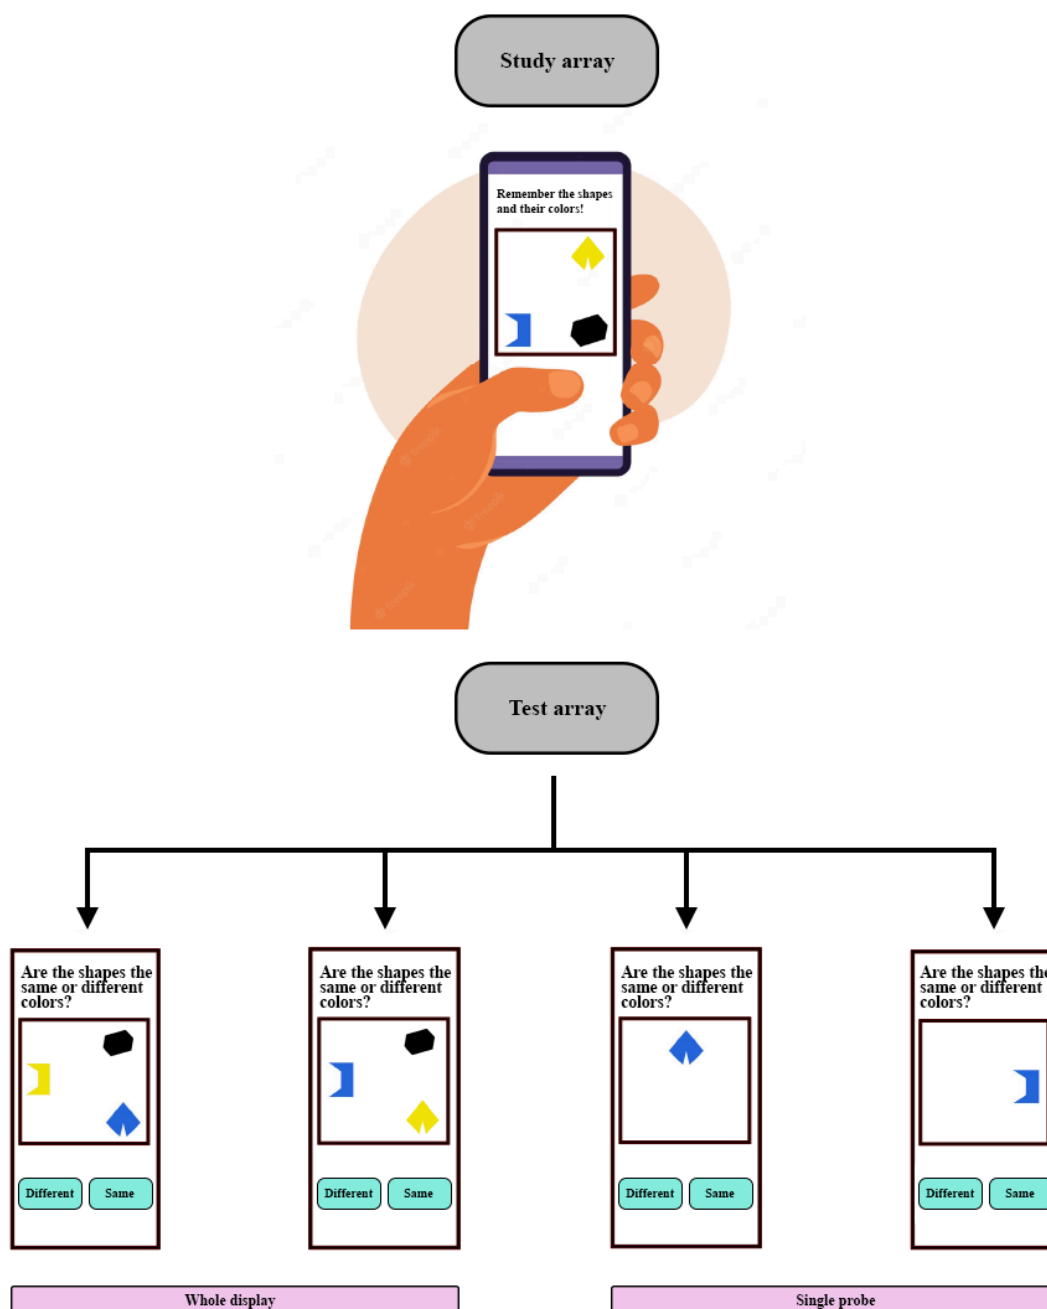 Study array
Remember the shapes
and their colors!
Test array
Are the shapes the
same or different
colors?
Different
Same
Are the shapes the
same or different
colors?
Different
Same
Are the shapes the
same or different
colors?
Different
Same
Are the shapes the
same or different
colors?
Different
Same
Whole display
Single probe